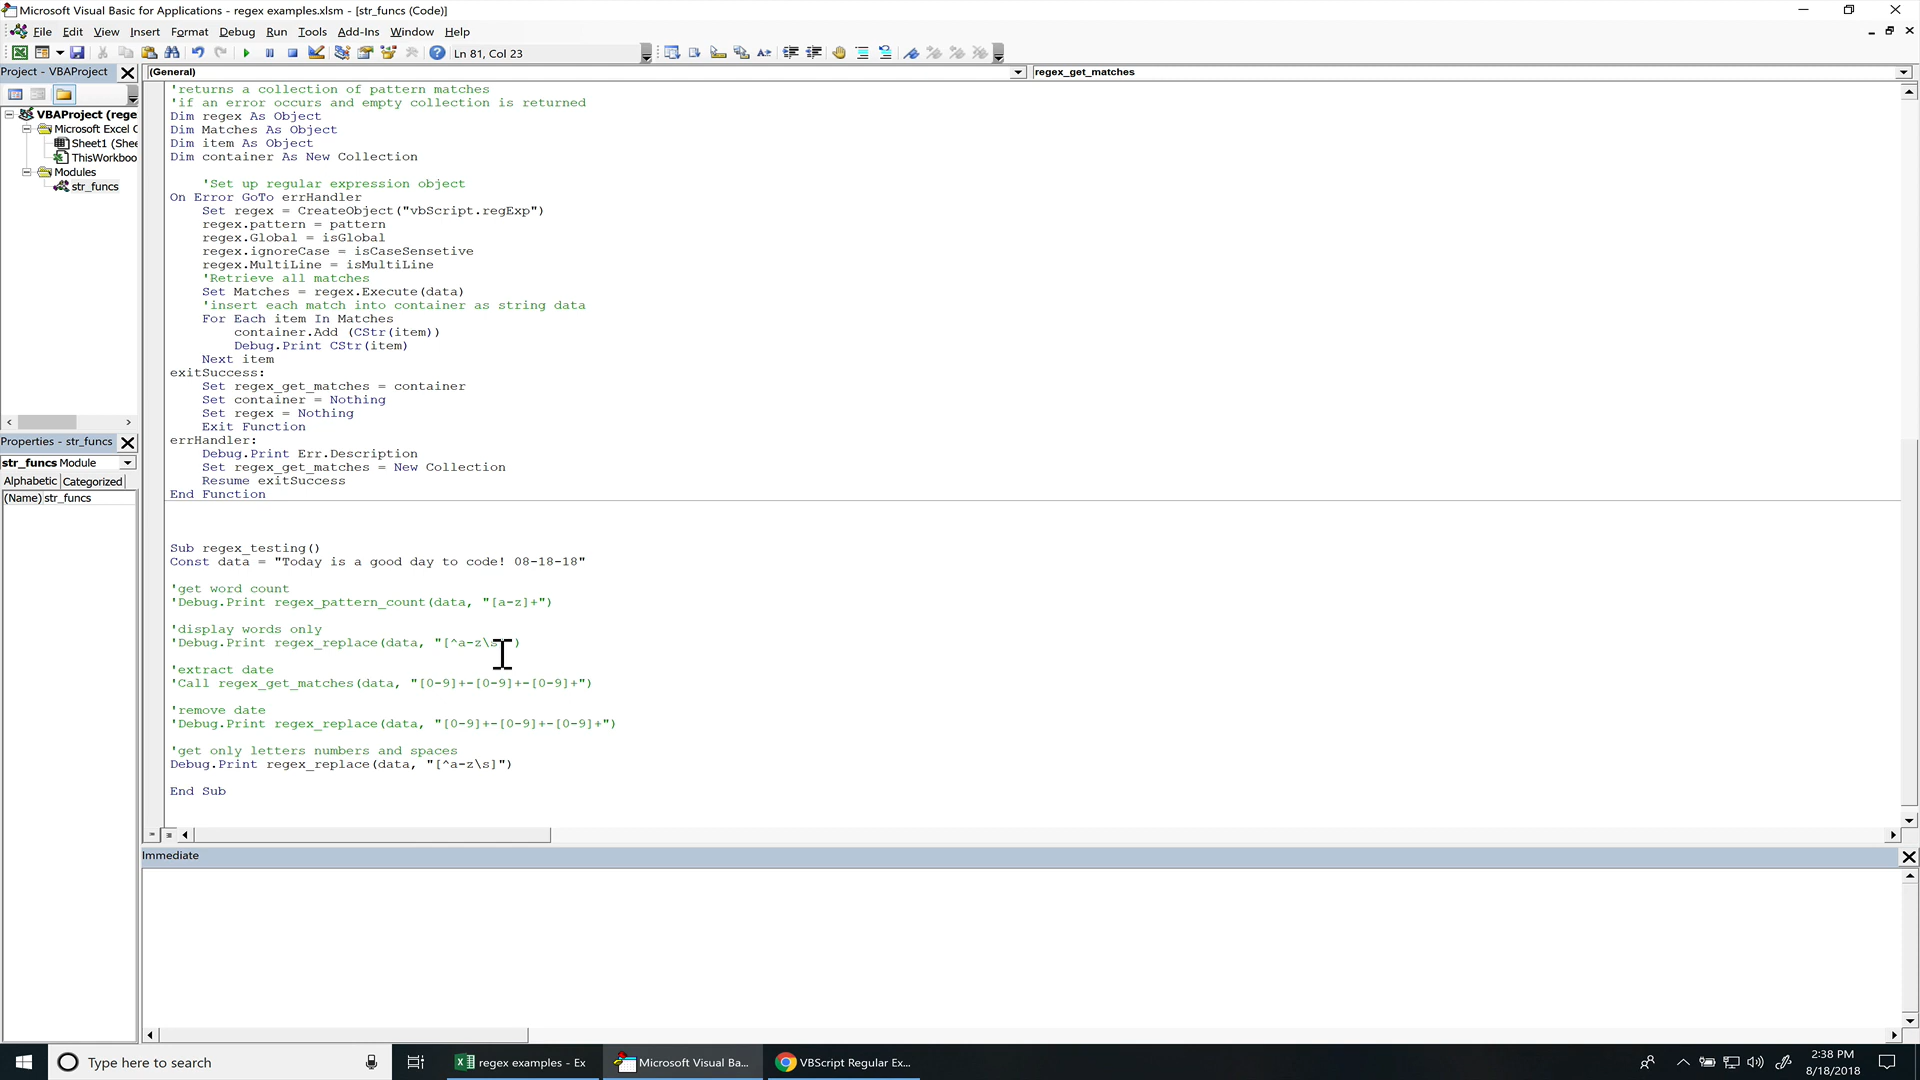 Microsoft Visual Basic for Applications - regex examples.xlsm - [str_funcs (Code)]
File Edit View Insert Format Debug Run Tools Add-Ins Window Help
Ln 81, Col 23
Project - VBAProject
(General)
regex_get_matches
VBAProject (rege
Microsoft Excel C
Sheet1 (Shee
ThisWorkboo
Modules
str_funcs
'returns a collection of pattern matches
'if an error occurs and empty collection is returned
Dim regex As Object
Dim Matches As Object
Dim item As Object
Dim container As New Collection
'Set up regular expression object
On Error GoTo errHandler
Set regex = CreateObject("vbScript.regExp")
regex.pattern = pattern
regex.Global = isGlobal
regex.ignoreCase = isCaseSensetive
regex.MultiLine = isMultiLine
'Retrieve all matches
Set Matches = regex.Execute(data)
'insert each match into container as string data
For Each item In Matches
container.Add (CStr(item))
Debug.Print CStr(item)
Next item
exitSuccess:
Set regex_get_matches = container
Set container = Nothing
Set regex = Nothing
Exit Function
errHandler:
Debug.Print Err.Description
Set regex_get_matches = New Collection
Resume exitSuccess
End Function
Properties - str_funcs
str_funcs Module
Alphabetic Categorized
(Name) str_funcs
Sub regex_testing()
Const data = "Today is a good day to code! 08-18-18"
'get word count
'Debug.Print regex_pattern_count(data, "[a-z]+")
'display words only
'Debug.Print regex_replace(data, "[^a-z\s ")
'extract date
'Call regex_get_matches(data, "[0-9]+-[0-9]+-[0-9]+")
'remove date
'Debug.Print regex_replace(data, "[0-9]+-[0-9]+-[0-9]+")
'get only letters numbers and spaces
Debug.Print regex_replace(data, "[^a-z\s]")
End Sub
Immediate
Type here to search
regex examples - Ex
Microsoft Visual Ba...
VBScript Regular Ex...
2:38 PM
8/18/2018